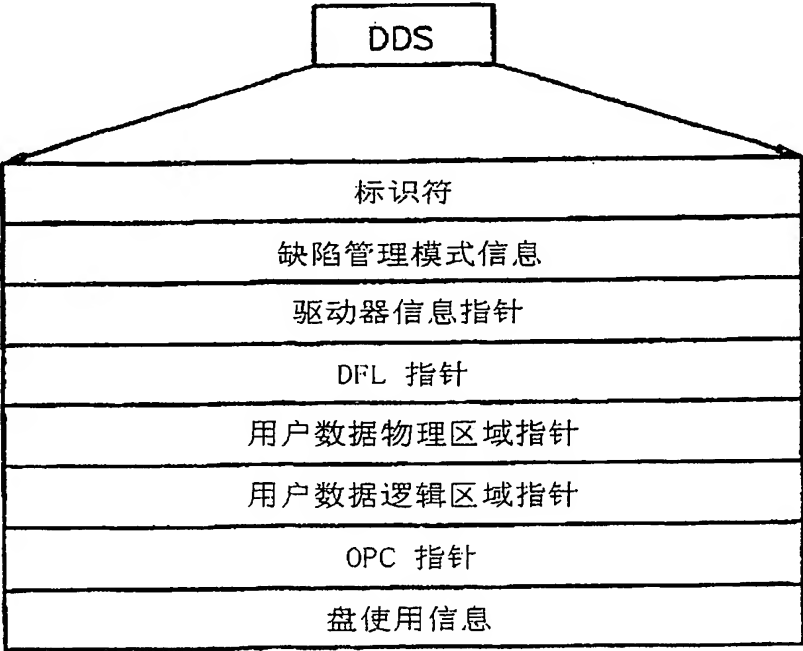 DDS
标识符
缺陷管理模式信息
驱动器信息指针
DFL 指针
用户数据物理区域指针
用户数据逻辑区域指针
OPC 指针
盘使用信息